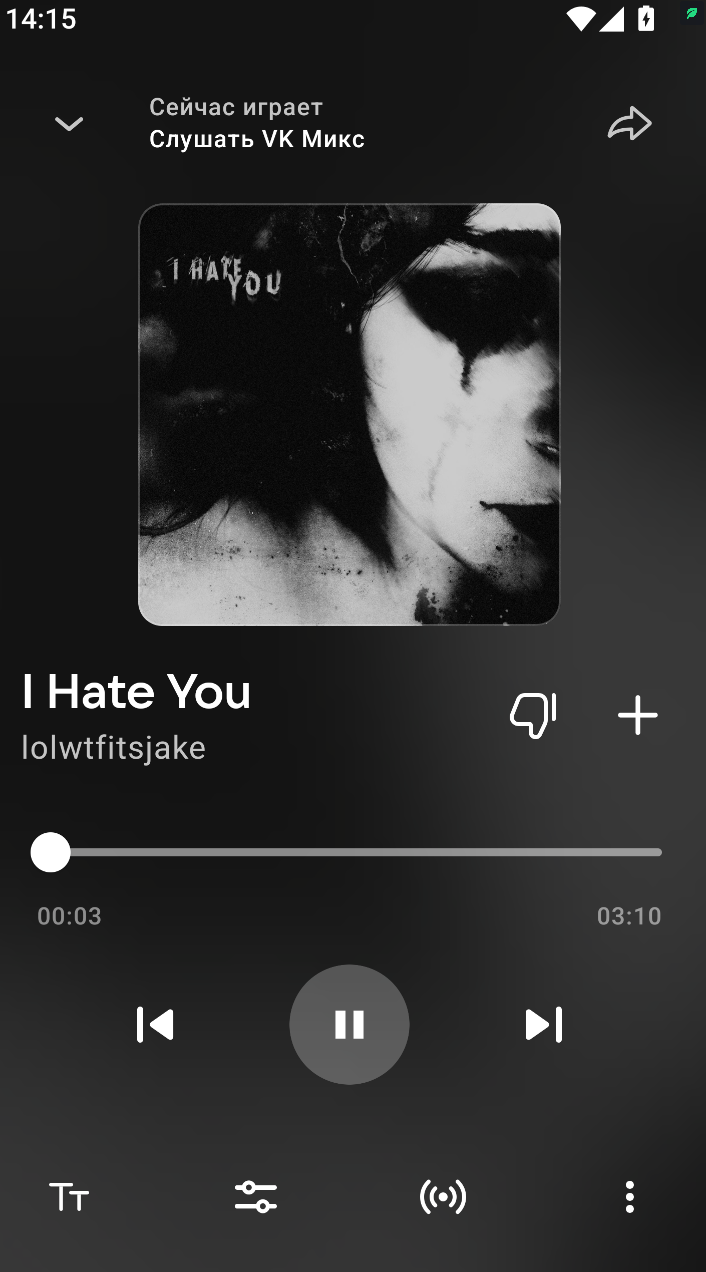 14:15
Сейчас играет
Слушать VK Микс
I HATE
YOU
I Hate You
lolwtfitsjake
00:03
03:10
Тт